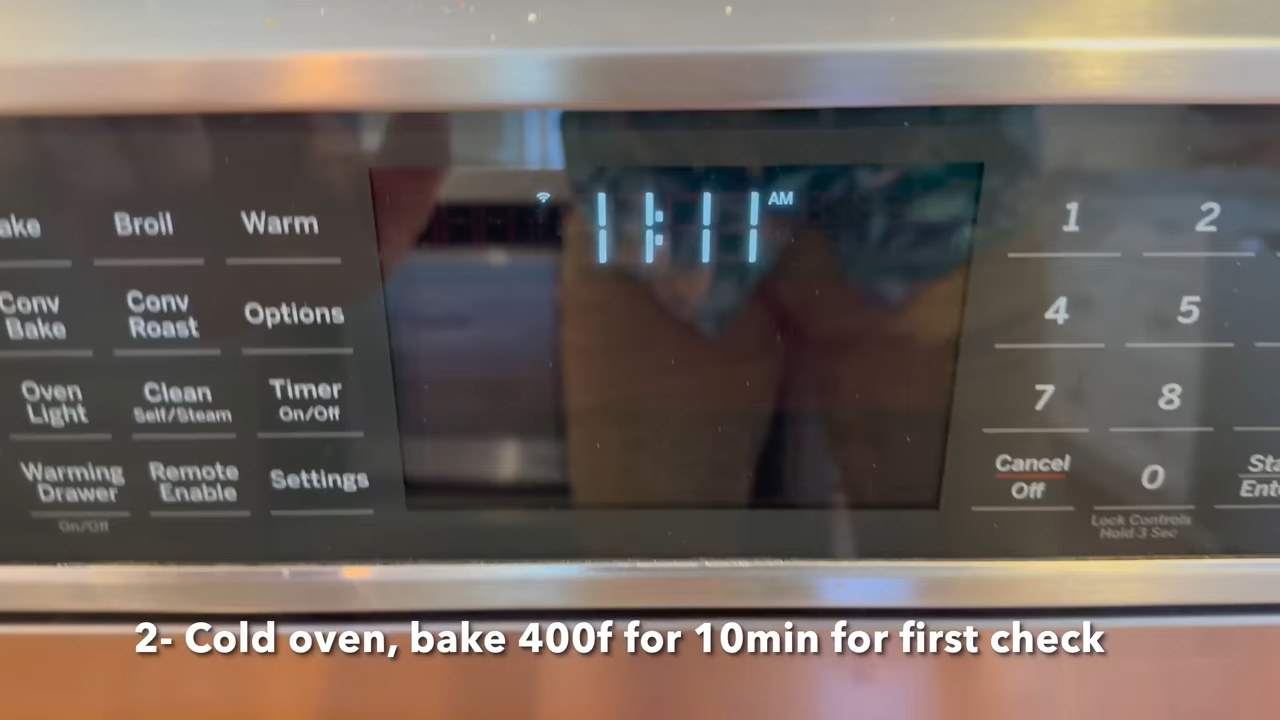 ake Broil Warm
11:11 AM
1 2
Conv Bake
Conv Roast
Options
4 5
Oven Light
Clean Self/Steam
Timer On/Off
7 8
Warming Drawer On/Off
Remote Enable
Settings
Cancel Off
0
Lock Controls Hold 3 Sec
Sta
Ent
2- Cold oven, bake 400f for 10min for first check